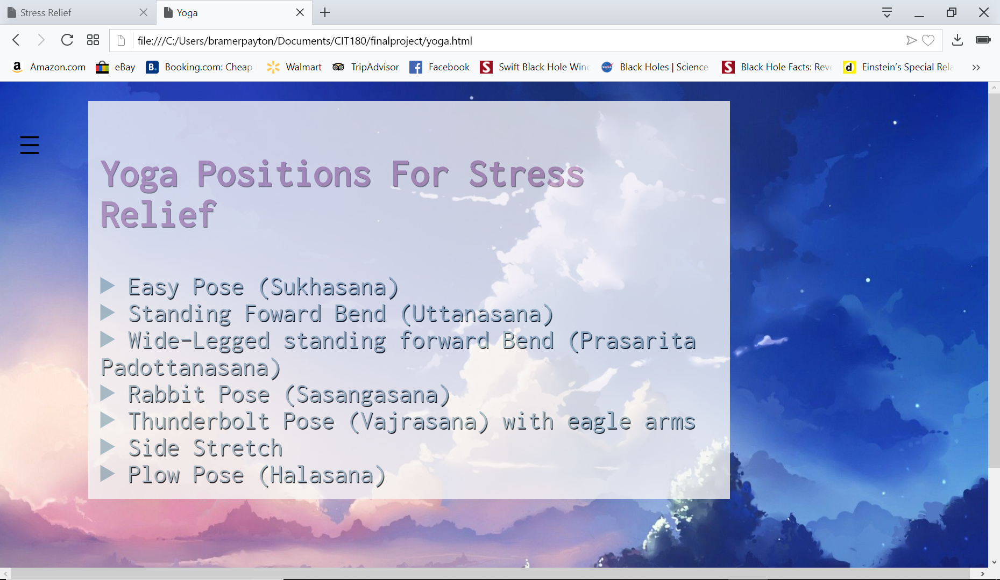 Stress Relief
Yoga
file:///C:/Users/bramerpayton/Documents/CIT180/finalproject/yoga.html
Amazon.com eBay Booking.com: Cheap Walmart TripAdvisor Facebook Swift Black Hole Black Holes | Science Black Hole Facts: Einstein's Special
Yoga Positions For Stress
Relief
▶ Easy Pose (Sukhasana)
▶ Standing Foward Bend (Uttanasana)
▶ Wide-Legged standing forward Bend (Prasarita
Padottanasana)
▶ Rabbit Pose (Sasangasana)
▶ Thunderbolt Pose (Vajrasana) with eagle arms
▶ Side Stretch
▶ Plow Pose (Halasana)